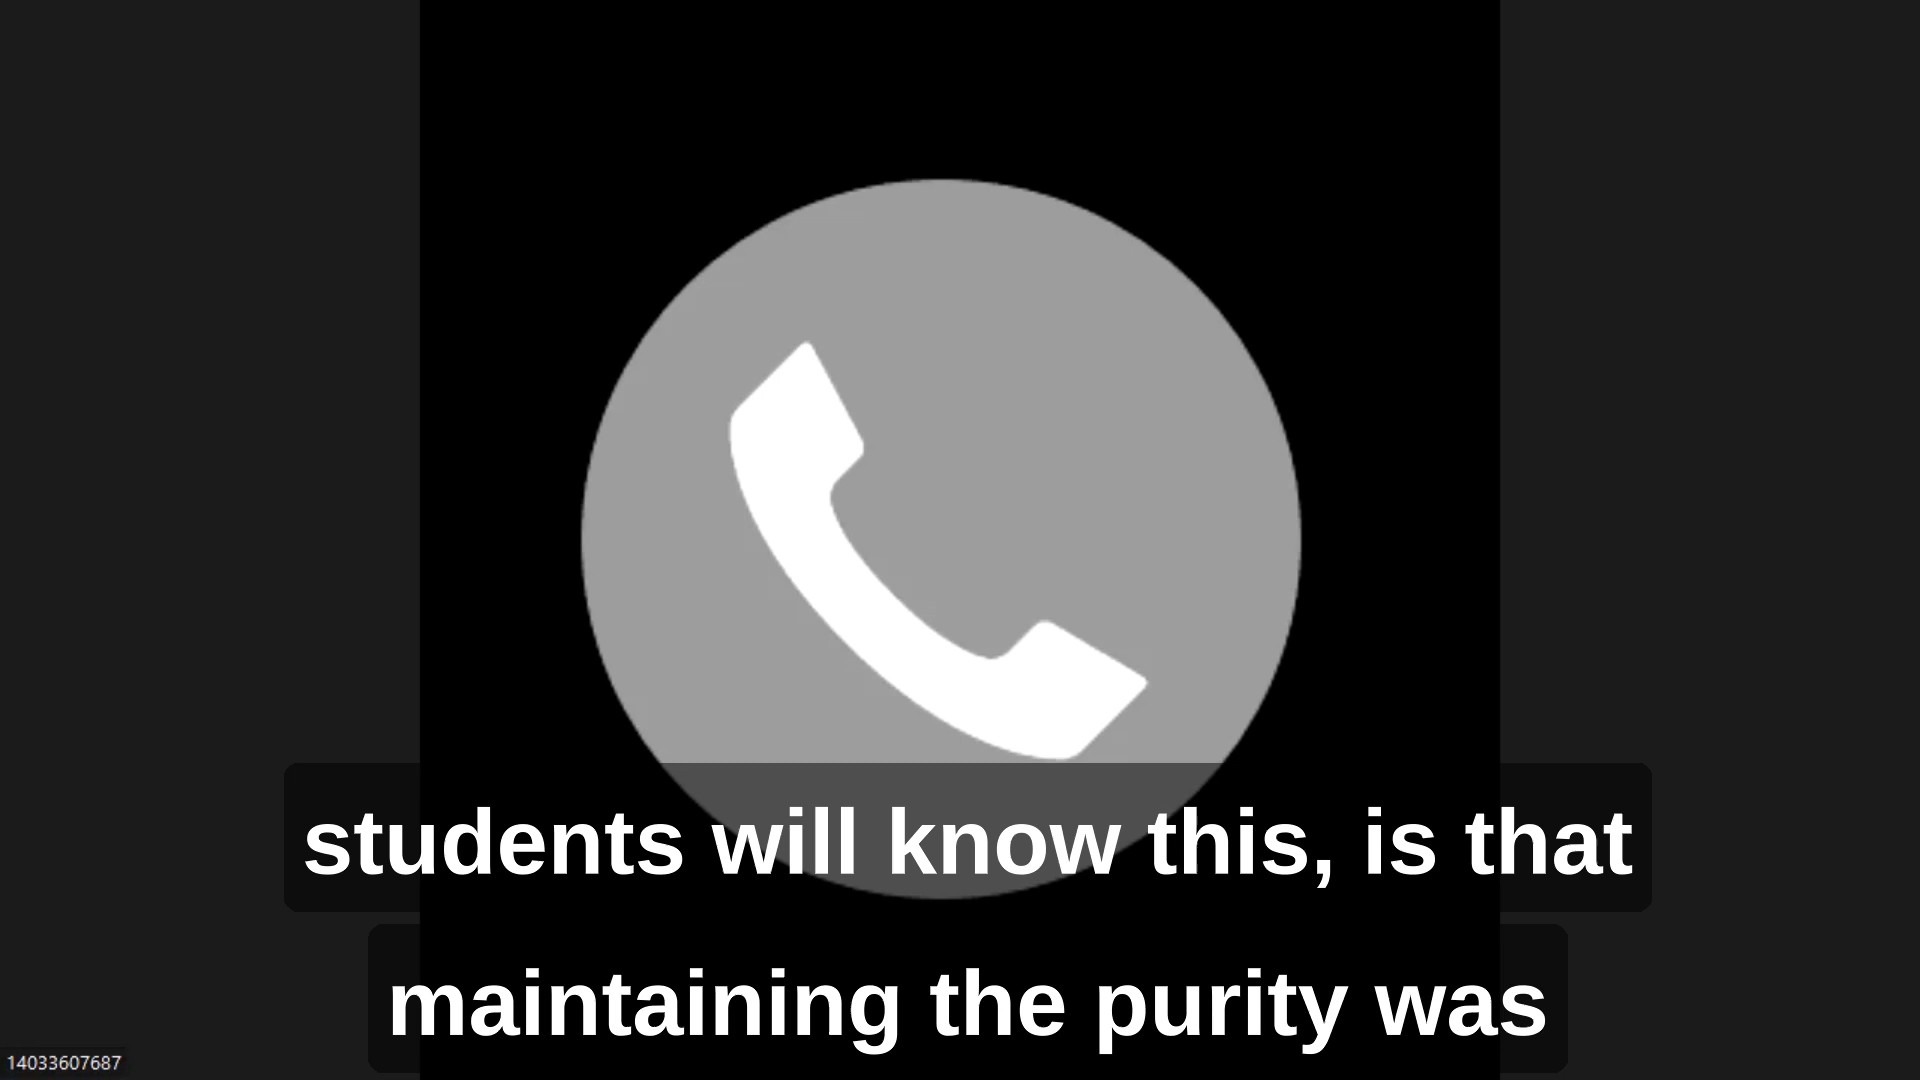 students will know this, is that
maintaining the purity was
14033607687